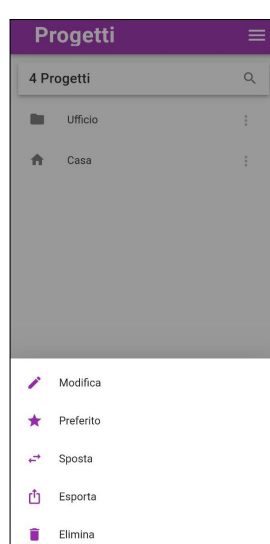 Progetti
4 Progetti
Ufficio
Casa
Modifica
Preferito
Sposta
Esporta
Elimina